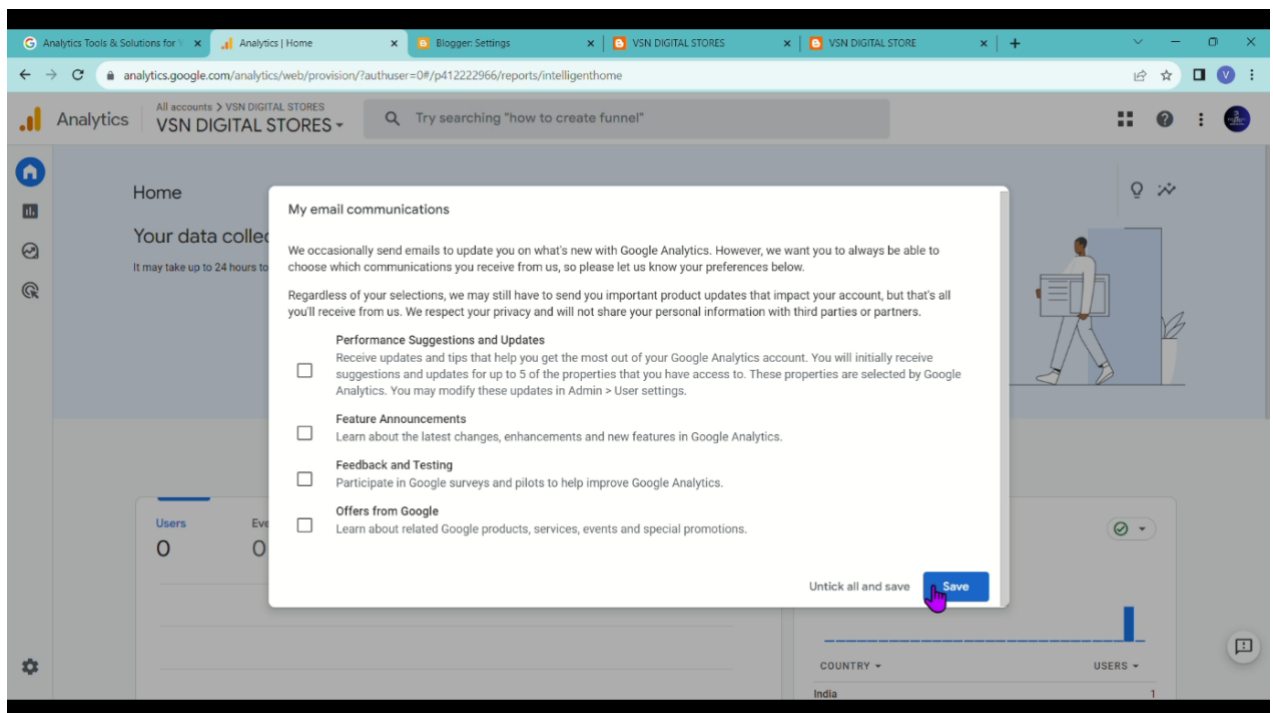 Analytics Tools & Solutions for
Analytics | Home
Blogger: Settings
VSN DIGITAL STORES
VSN DIGITAL STORE
analytics.google.com/analytics/web/provision/?authuser=0#/p412222966/reports/intelligenthome
V
Analytics
All accounts > VSN DIGITAL STORES
VSN DIGITAL STORES
Try searching "how to create funnel"
Home
Your data collec
It may take up to 24 hours to
My email communications
We occasionally send emails to update you on what's new with Google Analytics. However, we want you to always be able to
choose which communications you receive from us, so please let us know your preferences below.
Regardless of your selections, we may still have to send you important product updates that impact your account, but that's all
you'll receive from us. We respect your privacy and will not share your personal information with third parties or partners.
Performance Suggestions and Updates
Receive updates and tips that help you get the most out of your Google Analytics account. You will initially receive
suggestions and updates for up to 5 of the properties that you have access to. These properties are selected by Google
Analytics. You may modify these updates in Admin > User settings.
Feature Announcements
Learn about the latest changes, enhancements and new features in Google Analytics.
Feedback and Testing
Participate in Google surveys and pilots to help improve Google Analytics.
Offers from Google
Learn about related Google products, services, events and special promotions.
Untick all and save
Save
Users
Eve
0
0
COUNTRY
USERS
India
1